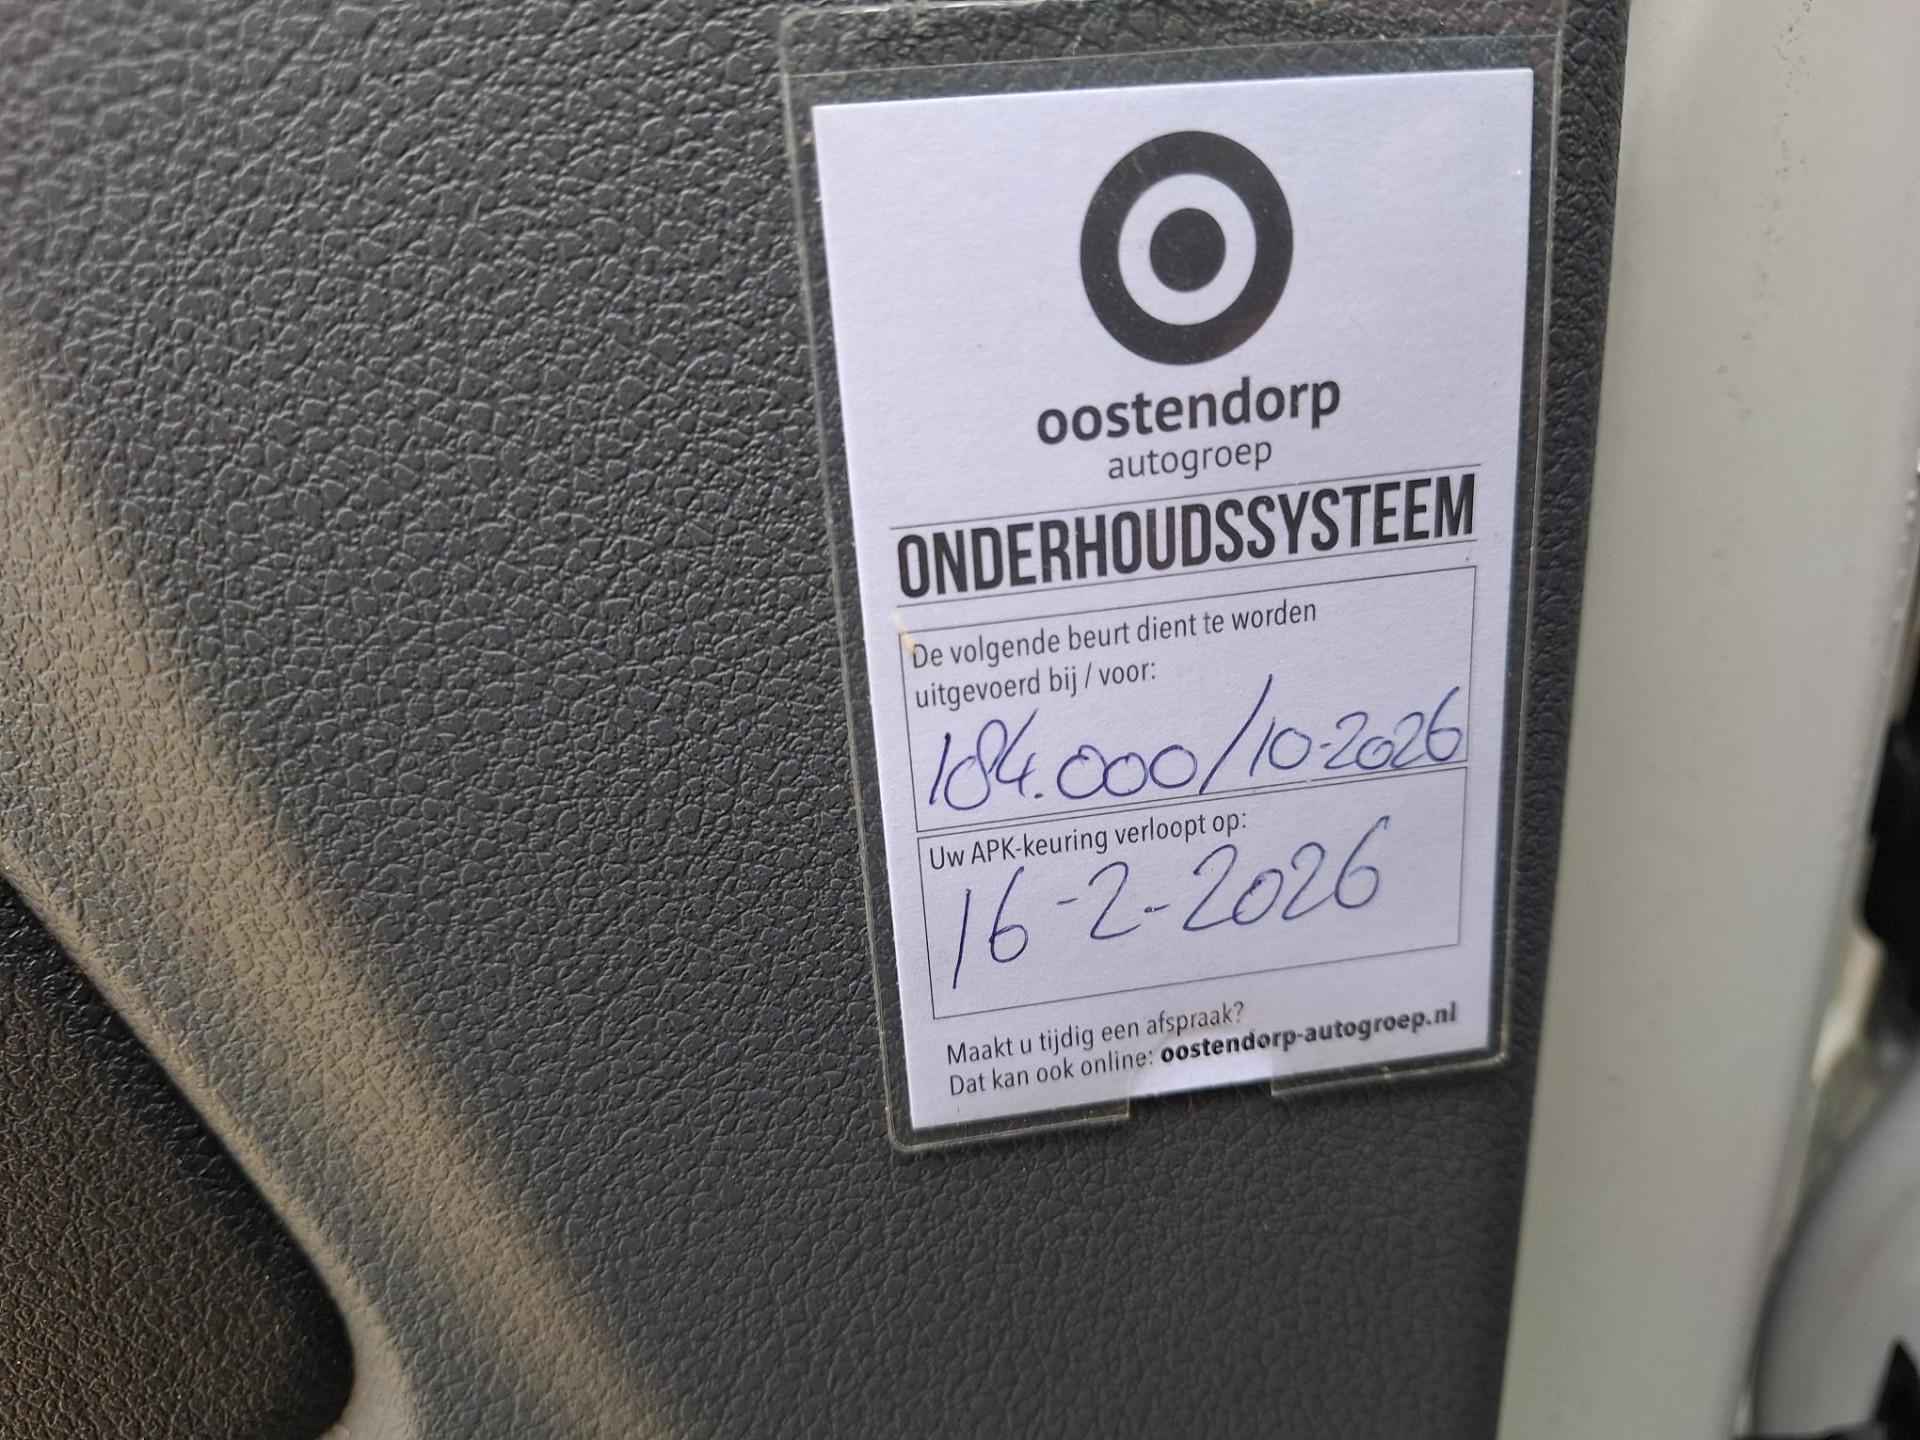 oostendorp
autogroep
ONDERHOUDSSYSTEEM
De volgende beurt dient te worden
uitgevoerd bij / voor:
184.000/10-2026
Uw APK-keuring verloopt op:
16-2-2026
Maakt u tijdig een afspraak?
Dat kan ook online: oostendorp-autogroep.nl